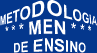 METODOLOGIA
*** MEN ***
DE ENSINO